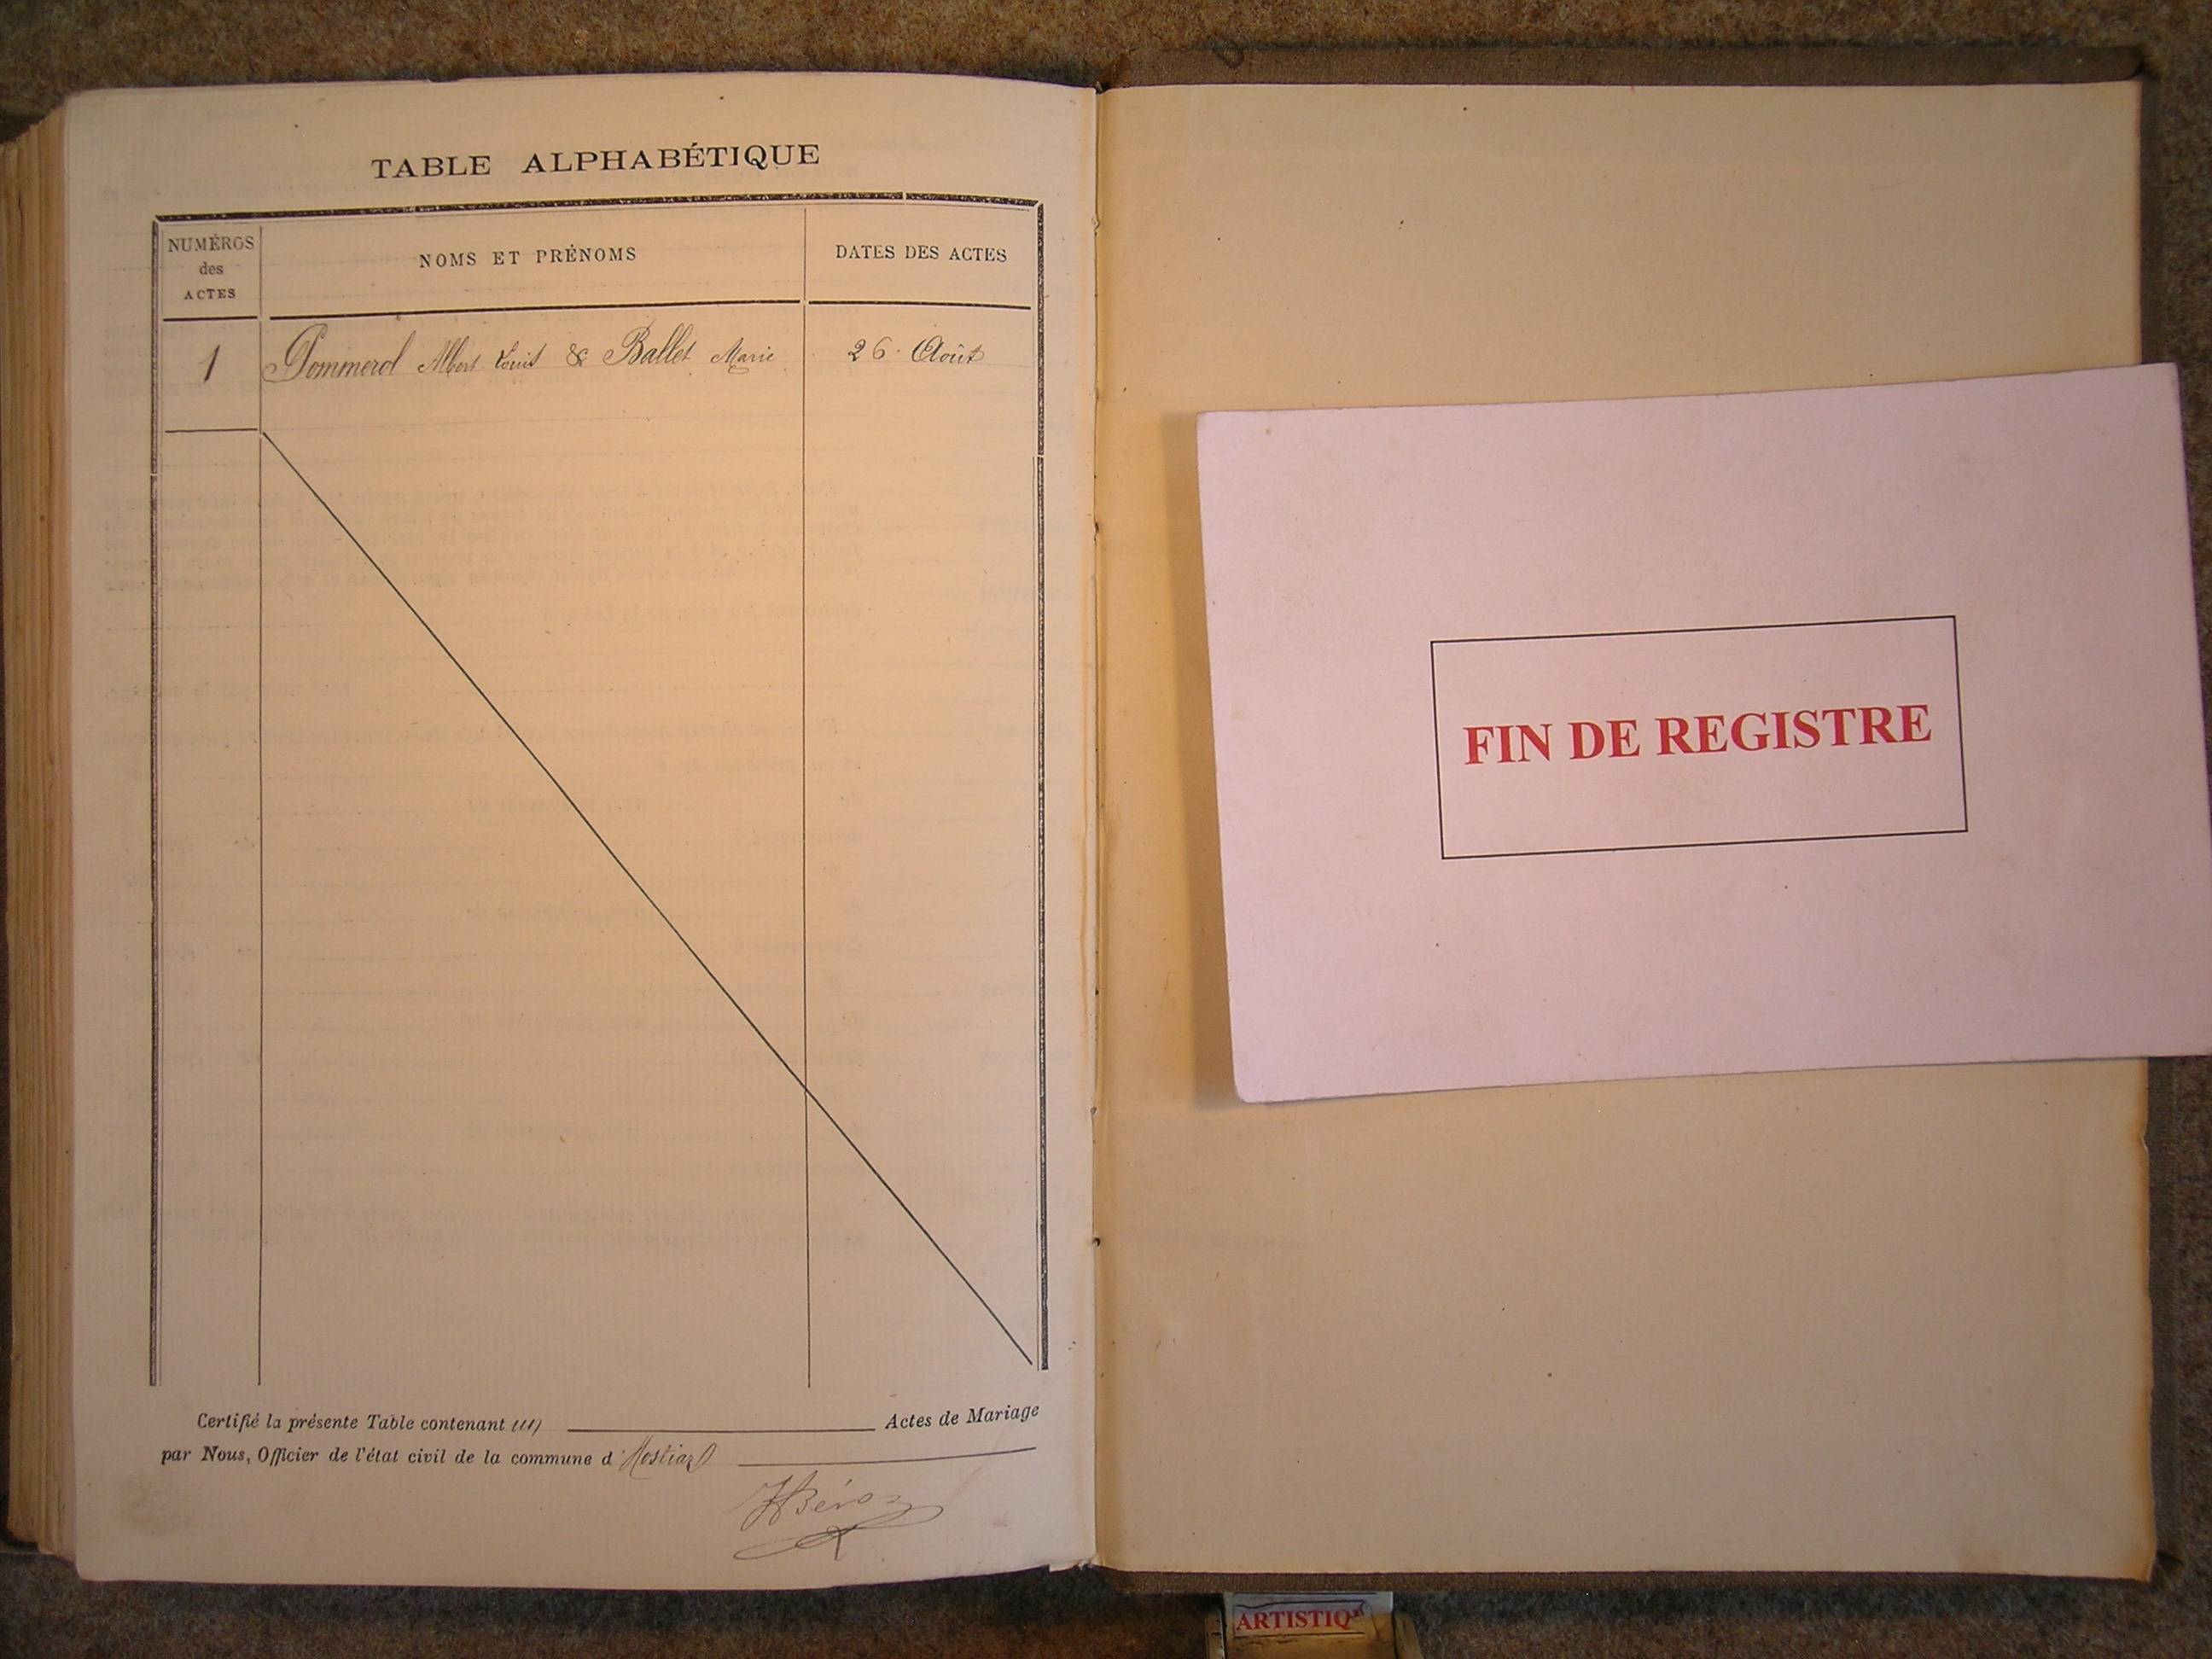 TABLE ALPHABÉTIQUE
NUMÉROS
des
ACTES
NOMS ET PRÉNOMS
DATES DES ACTES
1 Pommerol Albert Louis & Ballet Marie 26 Août
Certifié la présente Table contenant un Actes de Mariage
par Nous, Officier de l'état civil de la commune d
FIN DE REGISTRE
ARTISTIQ